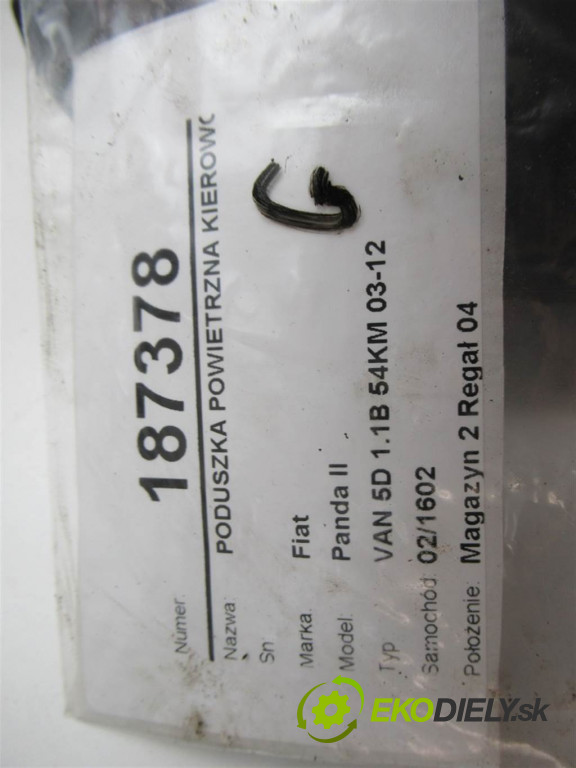 Numer: 187378
Nazwa: PODUSZKA POWIETRZNA KIEROWC
Sn
Marka: Fiat
Model: Panda II
Typ VAN 5D 1.1B 54KM 03-12
Samochód: 02/1602
Położenie: Magazyn 2 Regał 04
G
EKODIELY.sk